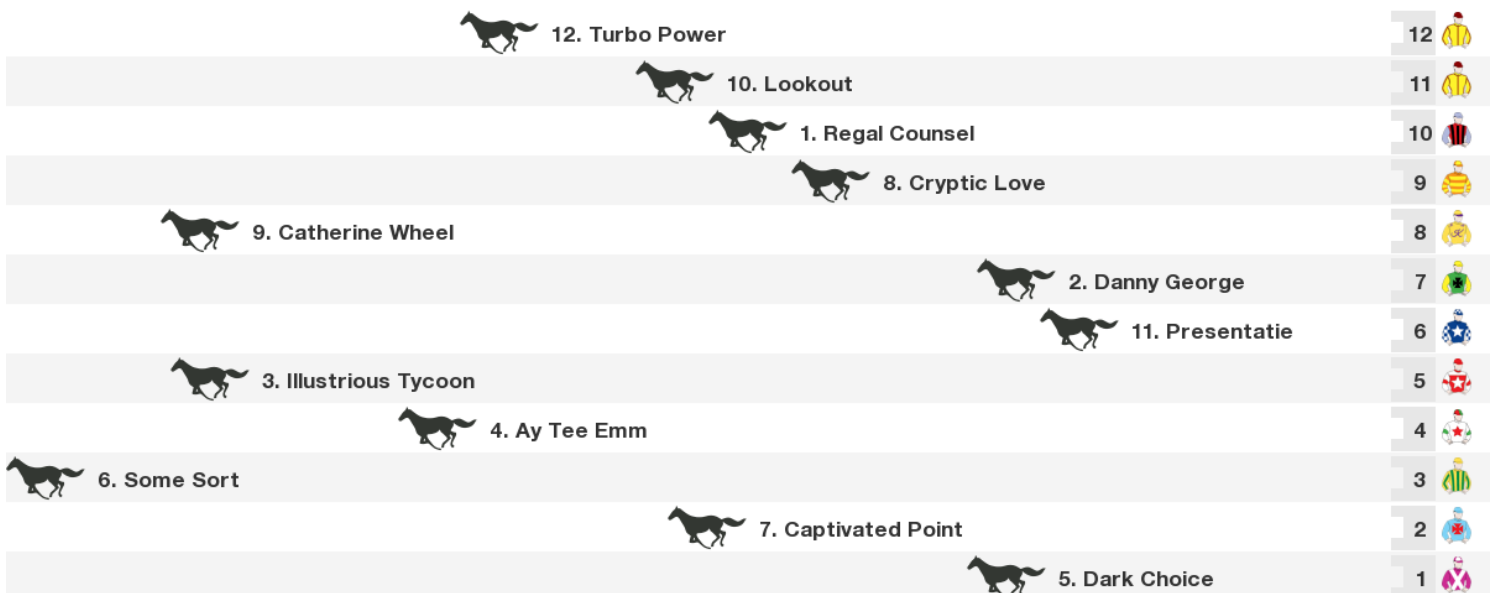 12. Turbo Power 12
10. Lookout 11
1. Regal Counsel 10
8. Cryptic Love 9
9. Catherine Wheel 8
2. Danny George 7
11. Presentatie 6
3. Illustrious Tycoon 5
4. Ay Tee Emm 4
6. Some Sort 3
7. Captivated Point 2
5. Dark Choice 1